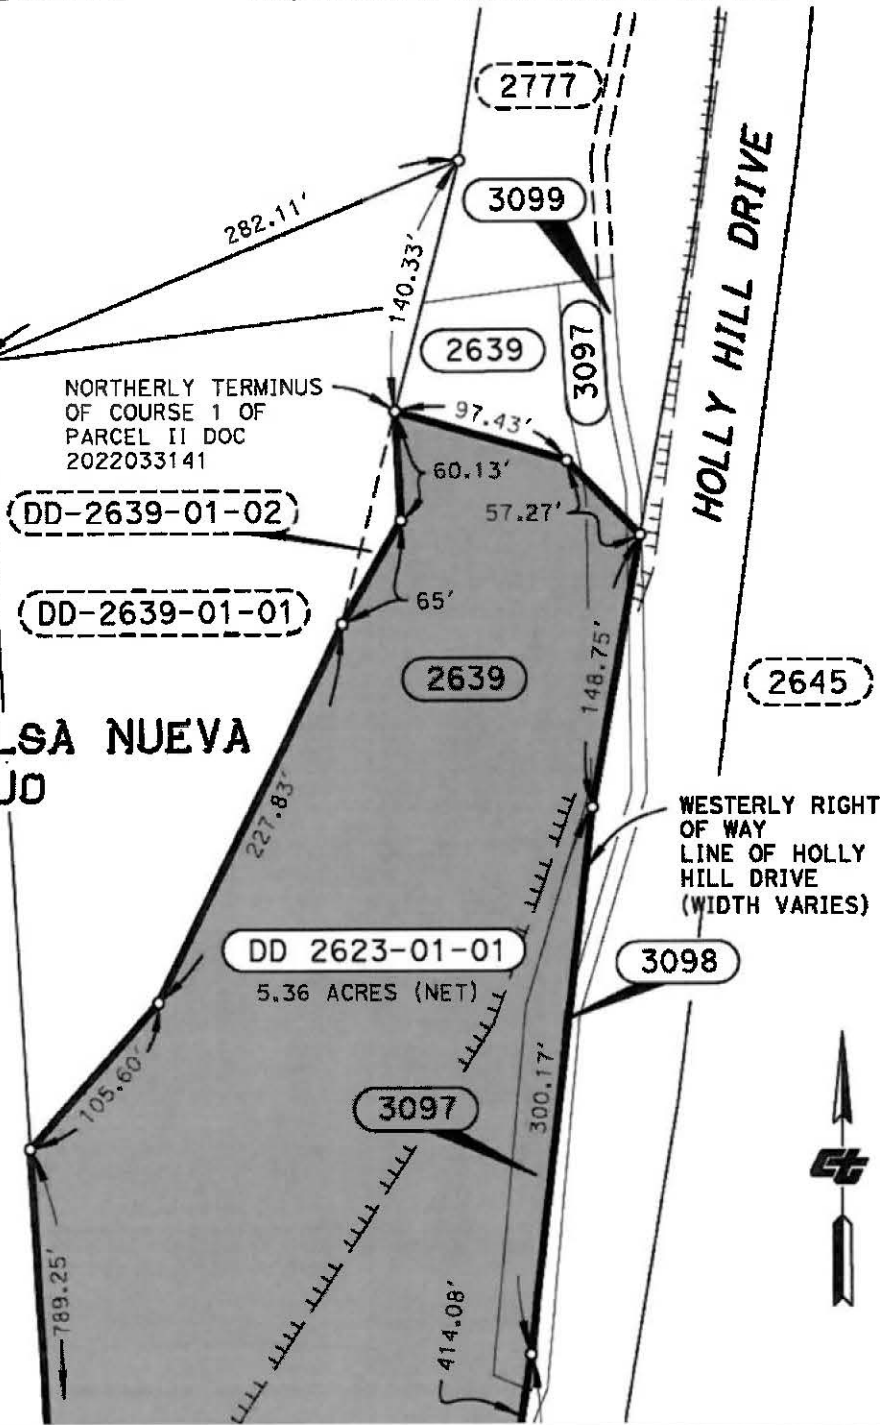 2777
3099
HOLLY HILL DRIVE
282.11'
140.33'
2639
3097
NORTHERLY TERMINUS
OF COURSE 1 OF
PARCEL II DOC
2022033141
97.43'
60.13'
57.27'
DD-2639-01-02
DD-2639-01-01
65'
2639
148.75'
2645
LSA NUEVA
JO
227.83'
WESTERLY RIGHT
OF WAY
LINE OF HOLLY
HILL DRIVE
(WIDTH VARIES)
DD 2623-01-01
5.36 ACRES (NET)
3098
105.60'
3097
300.17'
Ct
789.25'
414.08'